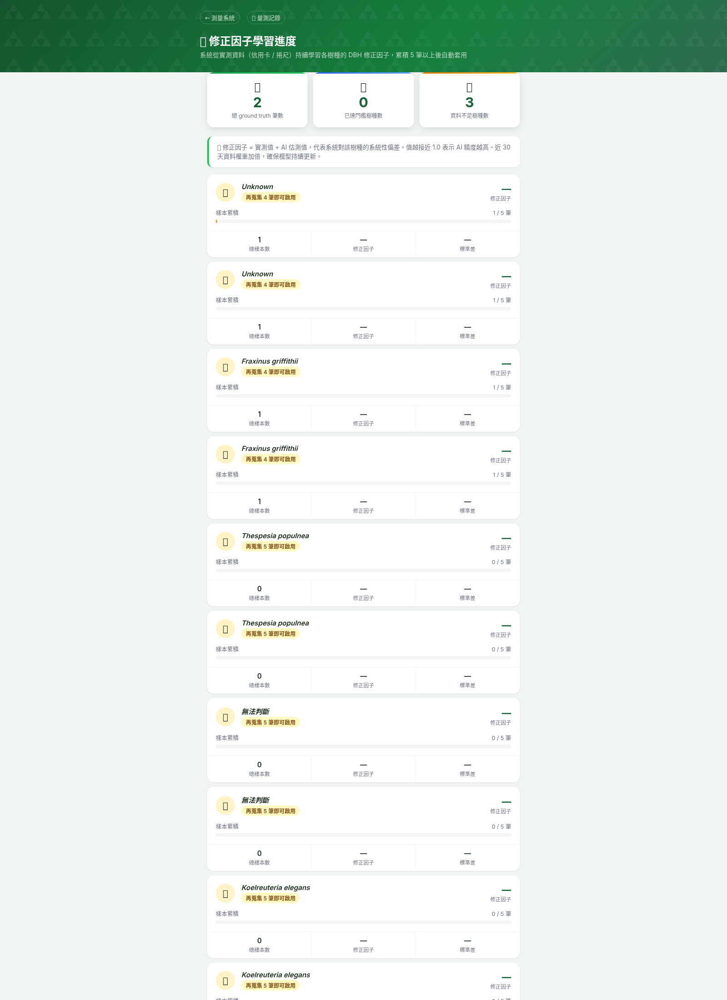 ← 測量系統
量測記錄
修正因子學習進度
系統從實測資料（信用卡 / 捲尺）持續學習各樹種的 DBH 修正因子，累積 5 筆以上後自動套用
2
總 ground truth 筆數
0
已達門檻樹種數
3
資料不足樹種數
修正因子 = 實測值 ÷ AI 估測值，代表系統對該樹種的系統性偏差。值越接近 1.0 表示 AI 精度越高。近 30
天資料權重加倍，確保模型持續更新。
Unknown
再蒐集 4 筆即可啟用
—
修正因子
樣本累積
1 / 5 筆
1
總樣本數
—
修正因子
—
標準差
Unknown
再蒐集 4 筆即可啟用
—
修正因子
樣本累積
1 / 5 筆
1
總樣本數
—
修正因子
—
標準差
Fraxinus griffithii
再蒐集 4 筆即可啟用
—
修正因子
樣本累積
1 / 5 筆
1
總樣本數
—
修正因子
—
標準差
Fraxinus griffithii
再蒐集 4 筆即可啟用
—
修正因子
樣本累積
1 / 5 筆
1
總樣本數
—
修正因子
—
標準差
Thespesia populnea
再蒐集 5 筆即可啟用
—
修正因子
樣本累積
0 / 5 筆
0
總樣本數
—
修正因子
—
標準差
Thespesia populnea
再蒐集 5 筆即可啟用
—
修正因子
樣本累積
0 / 5 筆
0
總樣本數
—
修正因子
—
標準差
無法判斷
再蒐集 5 筆即可啟用
—
修正因子
樣本累積
0 / 5 筆
0
總樣本數
—
修正因子
—
標準差
無法判斷
再蒐集 5 筆即可啟用
—
修正因子
樣本累積
0 / 5 筆
0
總樣本數
—
修正因子
—
標準差
Koelreuteria elegans
再蒐集 5 筆即可啟用
—
修正因子
樣本累積
0 / 5 筆
0
總樣本數
—
修正因子
—
標準差
Koelreuteria elegans
再蒐集 5 筆即可啟用
—
修正因子